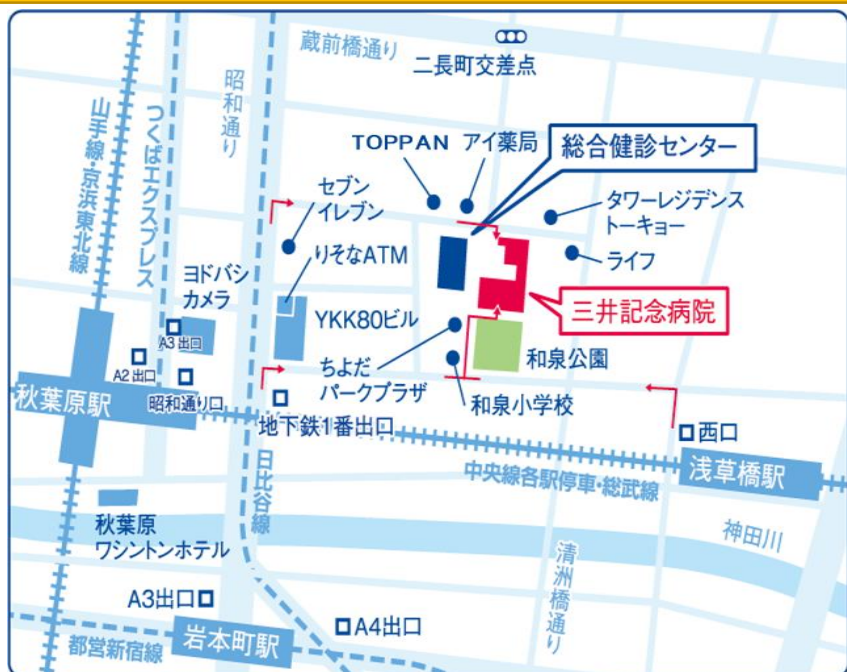 蔵前橋通り
二長町交差点
昭和通り
つくばエクスプレス
山手線・京浜東北線
TOPPAN
アイ薬局
総合健診センター
セブン
イレブン
タワーレジデンス
トーキョー
りそなATM
ライフ
ヨドバシ
カメラ
YKK80ビル
三井記念病院
A3出口
A2出口
ちよだ
パークプラザ
和泉公園
秋葉原駅
昭和通り口
地下鉄1番出口
和泉小学校
西口
浅草橋駅
中央線各駅停車・総武線
日比谷線
秋葉原
ワシントンホテル
神田川
清洲橋通り
A3出口
A4出口
都営新宿線
岩本町駅